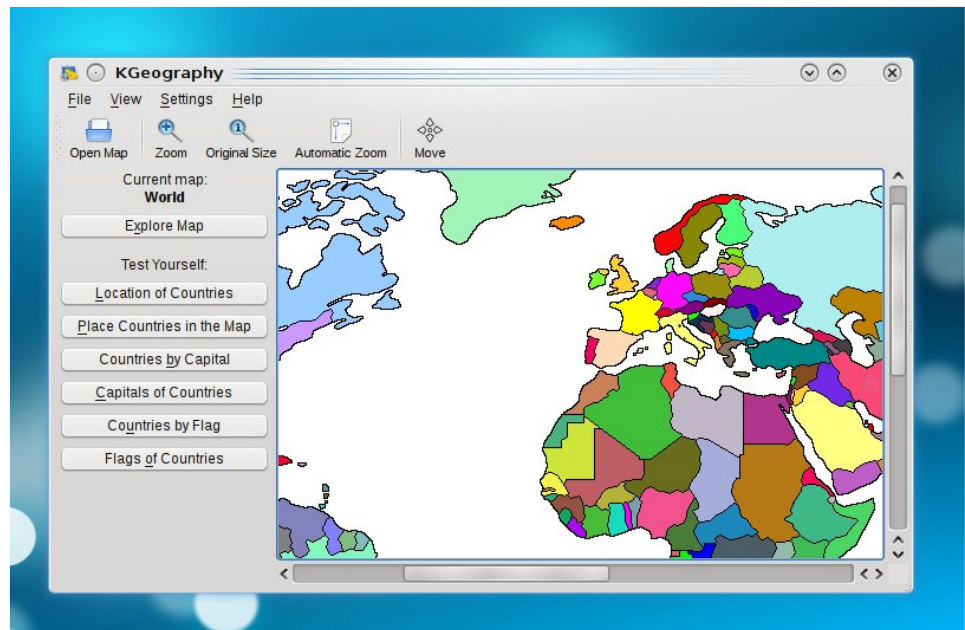 KGeography
File View Settings Help
Open Map Zoom Original Size Automatic Zoom Move
Current map:
World
Explore Map
Test Yourself:
Location of Countries
Place Countries in the Map
Countries by Capital
Capitals of Countries
Countries by Flag
Flags of Countries